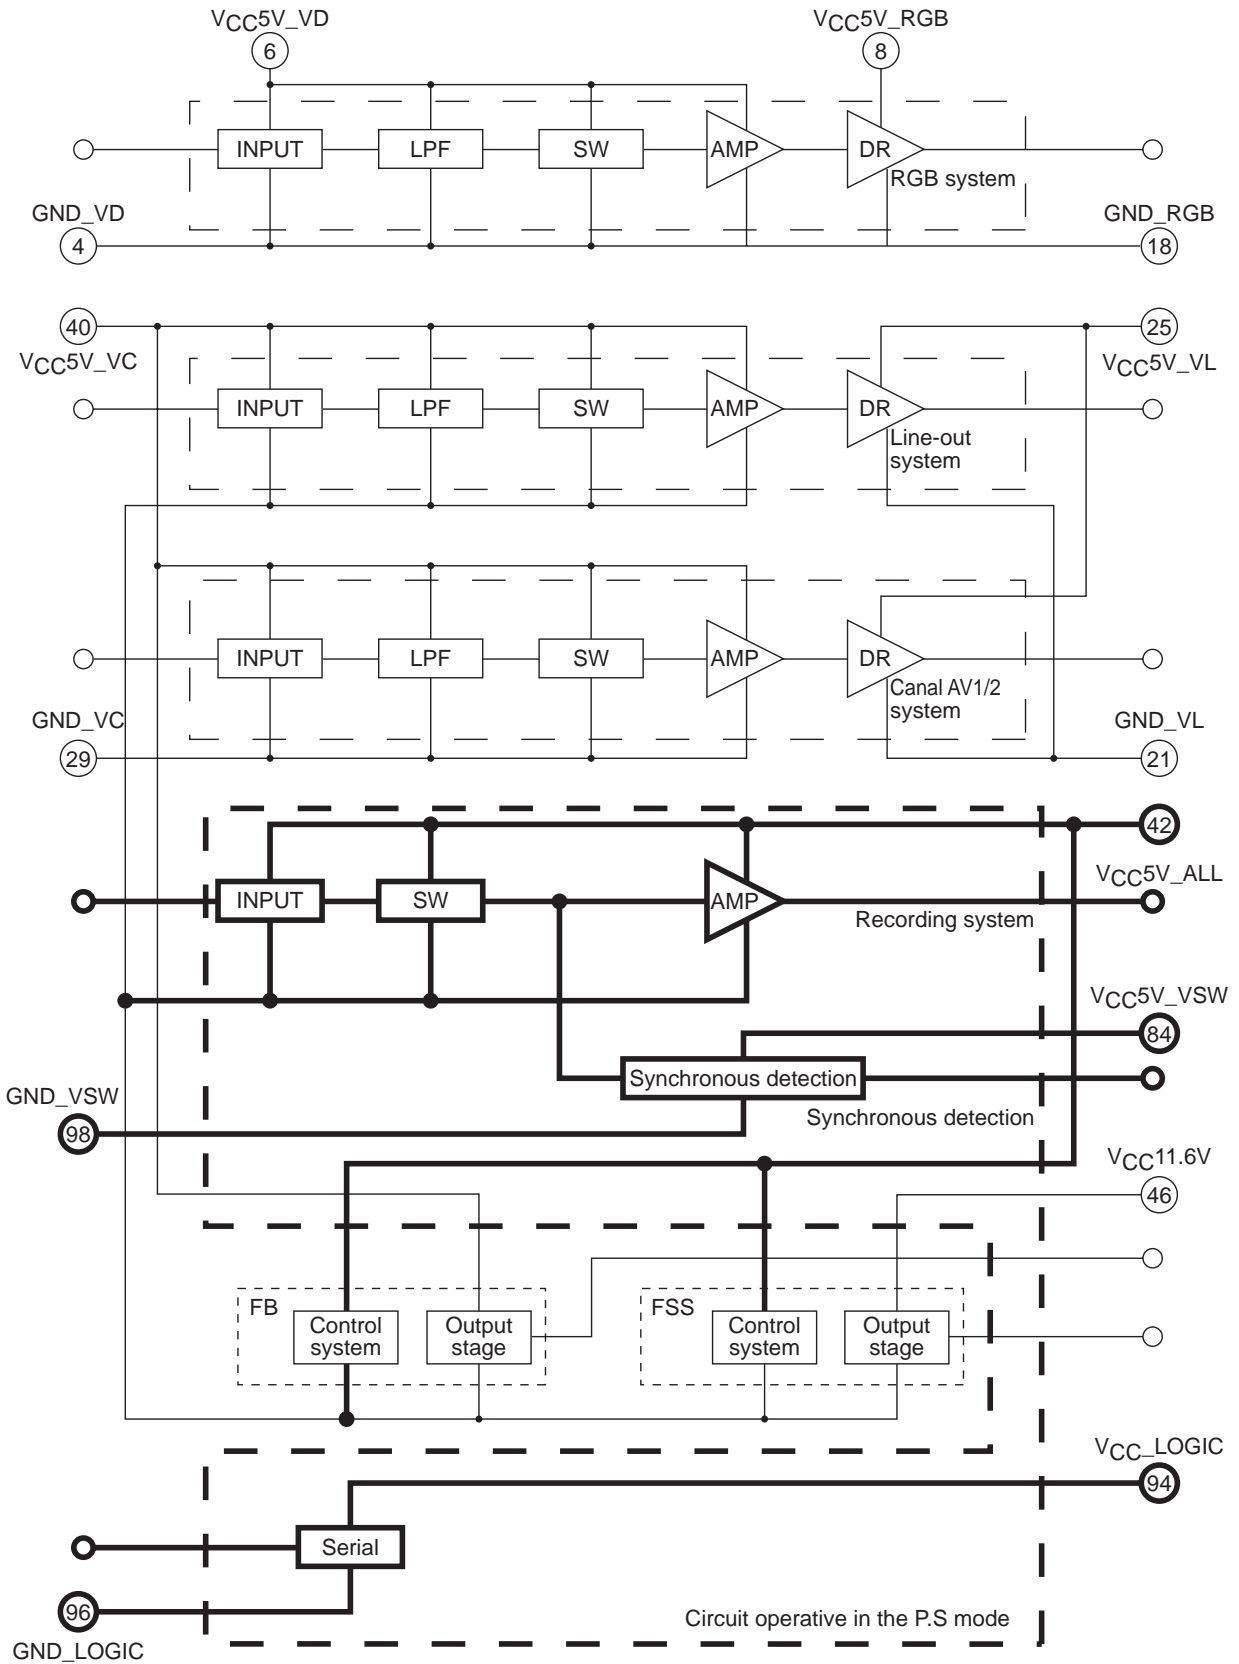 VCC5V_VD
VCC5V_RGB
6
8
INPUT
LPF
SW
AMP
DR
RGB system
GND_VD
GND_RGB
4
18
40
25
VCC5V_VC
VCC5V_VL
INPUT
LPF
SW
AMP
DR
Line-out
system
INPUT
LPF
SW
AMP
DR
Canal AV1/2
system
GND_VC
GND_VL
29
21
42
VCC5V_ALL
INPUT
SW
AMP
Recording system
VCC5V_VSW
84
Synchronous detection
GND_VSW
Synchronous detection
98
VCC11.6V
46
FB
FSS
Control
system
Output
stage
Control
system
Output
stage
VCC_LOGIC
94
Serial
96
Circuit operative in the P.S mode
GND_LOGIC